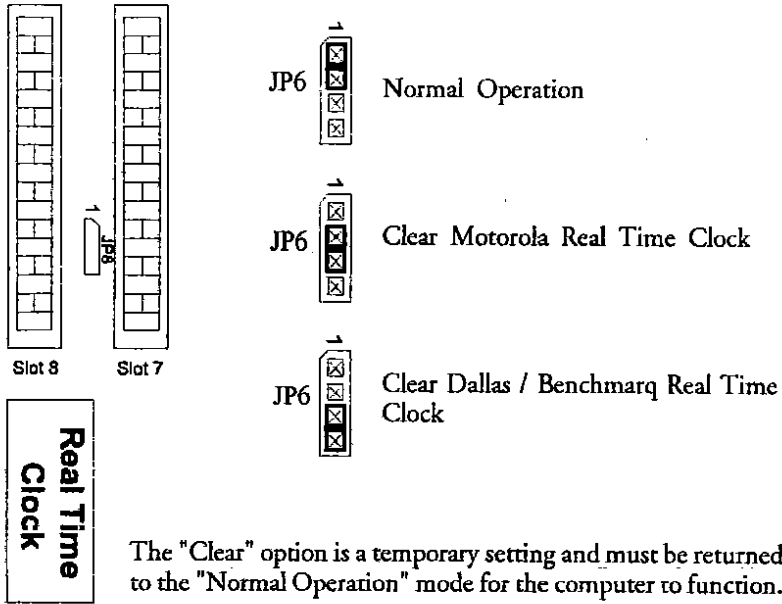 1
JP6
Normal Operation
1
JP6
Clear Motorola Real Time Clock
1
JP8
Slot 8
Slot 7
1
JP6
Clear Dallas / Benchmarq Real Time
Clock
Real Time
Clock
The "Clear" option is a temporary setting and must be returned
to the "Normal Operation" mode for the computer to function.